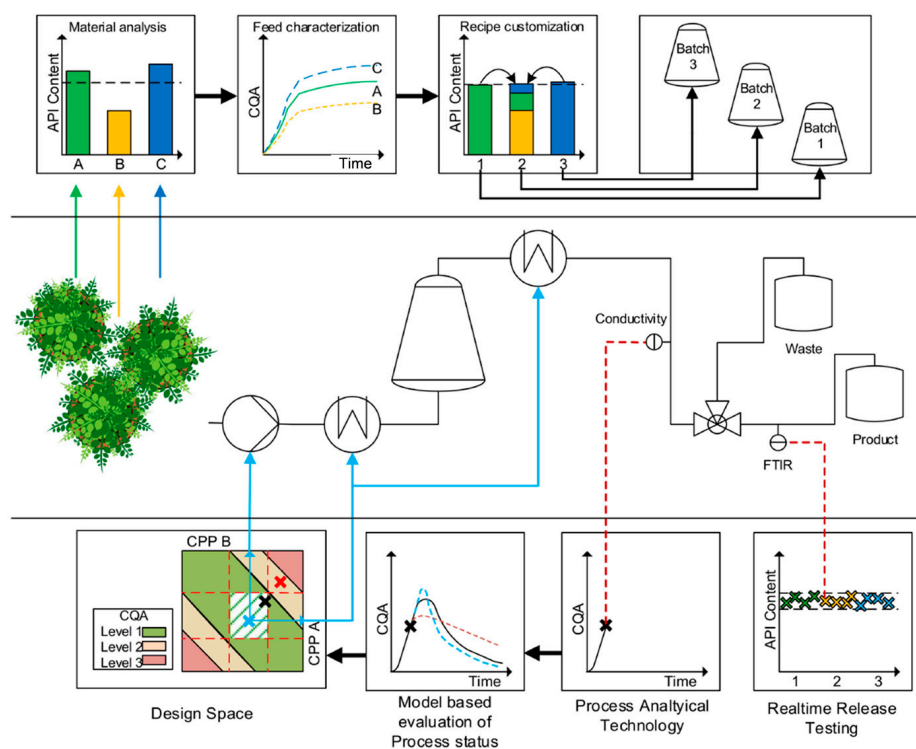 Material analysis
API Content
A
B
C
Feed characterization
CQA
C
A
B
Time
Recipe customization
API Content
1
2
3
Batch
3
Batch
2
Batch
1
Conductivity
Waste
Product
FTIR
CPP B
CPP A
CQA
Level 1
Level 2
Level 3
Design Space
CQA
Time
Model based
evaluation of
Process status
CQA
Time
Process Analtyical
Technology
API Content
1
2
3
Realtime Release
Testing